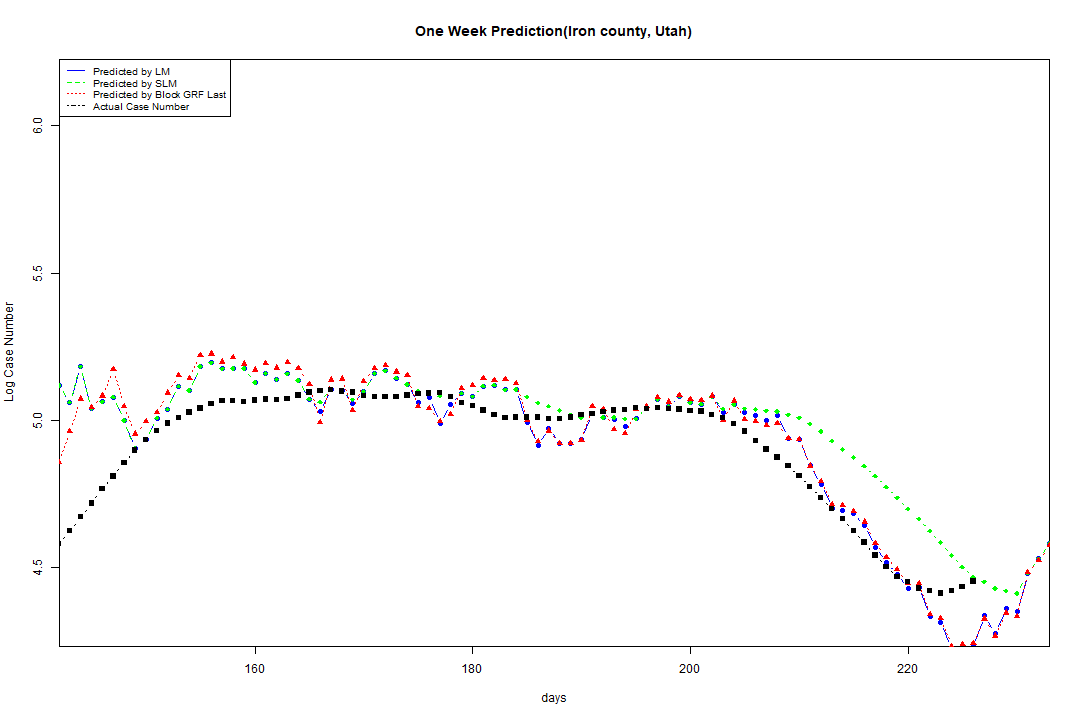 One Week Prediction(Iron county, Utah)
Predicted by LM
Predicted by SLM
Predicted by Block GRF Last
Actual Case Number
Log Case Number
6.0
5.5
5.0
4.5
160 180 200 220
days